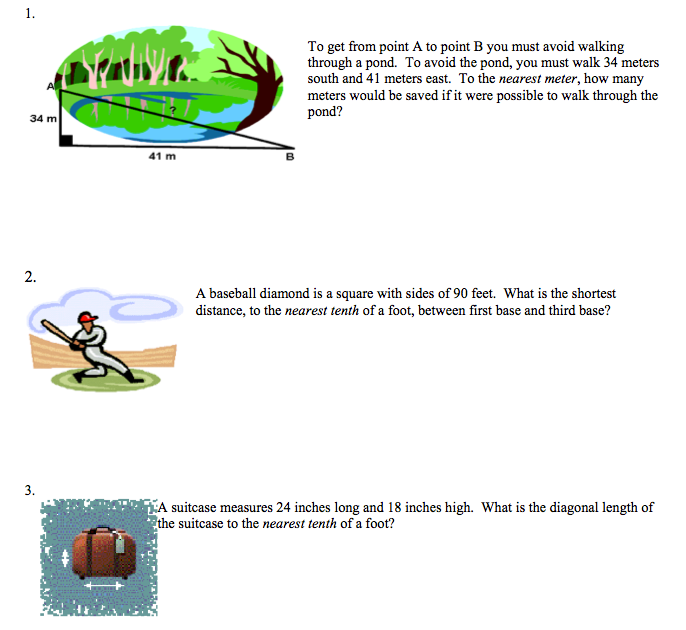 1.
To get from point A to point B you must avoid walking
through a pond. To avoid the pond, you must walk 34 meters
south and 41 meters east. To the nearest meter, how many
meters would be saved if it were possible to walk through the
pond?
A
?
34 m
41 m
B
2.
A baseball diamond is a square with sides of 90 feet. What is the shortest
distance, to the nearest tenth of a foot, between first base and third base?
3.
A suitcase measures 24 inches long and 18 inches high. What is the diagonal length of
the suitcase to the nearest tenth of a foot?